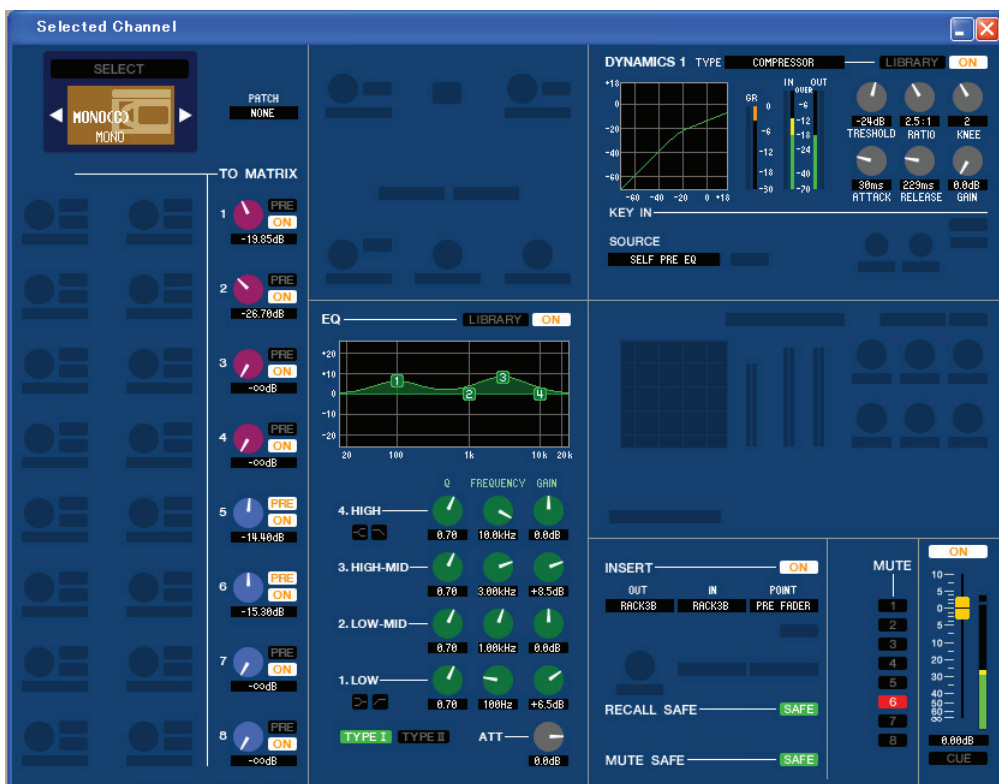 Selected Channel
SELECT
MONO(C)
MONO
PATCH
NONE
TO MATRIX
1 PRE
ON
-19.85dB
2 PRE
ON
-26.70dB
3 PRE
ON
-∞dB
4 PRE
ON
-∞dB
5 PRE
ON
-14.40dB
6 PRE
ON
-15.30dB
7 PRE
ON
-∞dB
8 PRE
ON
-∞dB
EQ LIBRARY ON
+20
+10
0
-10
-20
1 2 3 4
20 100 1k 10k 20k
Q FREQUENCY GAIN
4. HIGH
0.70 10.0kHz 0.0dB
3. HIGH-MID
0.70 3.00kHz +8.5dB
2. LOW-MID
0.70 1.00kHz 0.0dB
1. LOW
0.70 100Hz +6.5dB
TYPE I TYPE II ATT
0.0dB
DYNAMICS 1 TYPE COMPRESSOR LIBRARY ON
+18
0
-20
-40
-60
-60 -40 -20 0 +18
GR
0
-6
-12
-18
-30
IN OUT
OVER
-6
-12
-18
-24
-40
-70
-24dB 2.5:1 2
TRESHOLD RATIO KNEE
30ms 229ms 0.0dB
ATTACK RELEASE GAIN
KEY IN
SOURCE
SELF PRE EQ
INSERT ON
OUT IN POINT
RACK3B RACK3B PRE FADER
RECALL SAFE SAFE
MUTE SAFE SAFE
MUTE
1
2
3
4
5
6
7
8
ON
10
5
0
5
10
20
30
40
50
60
∞
0.00dB
CUE